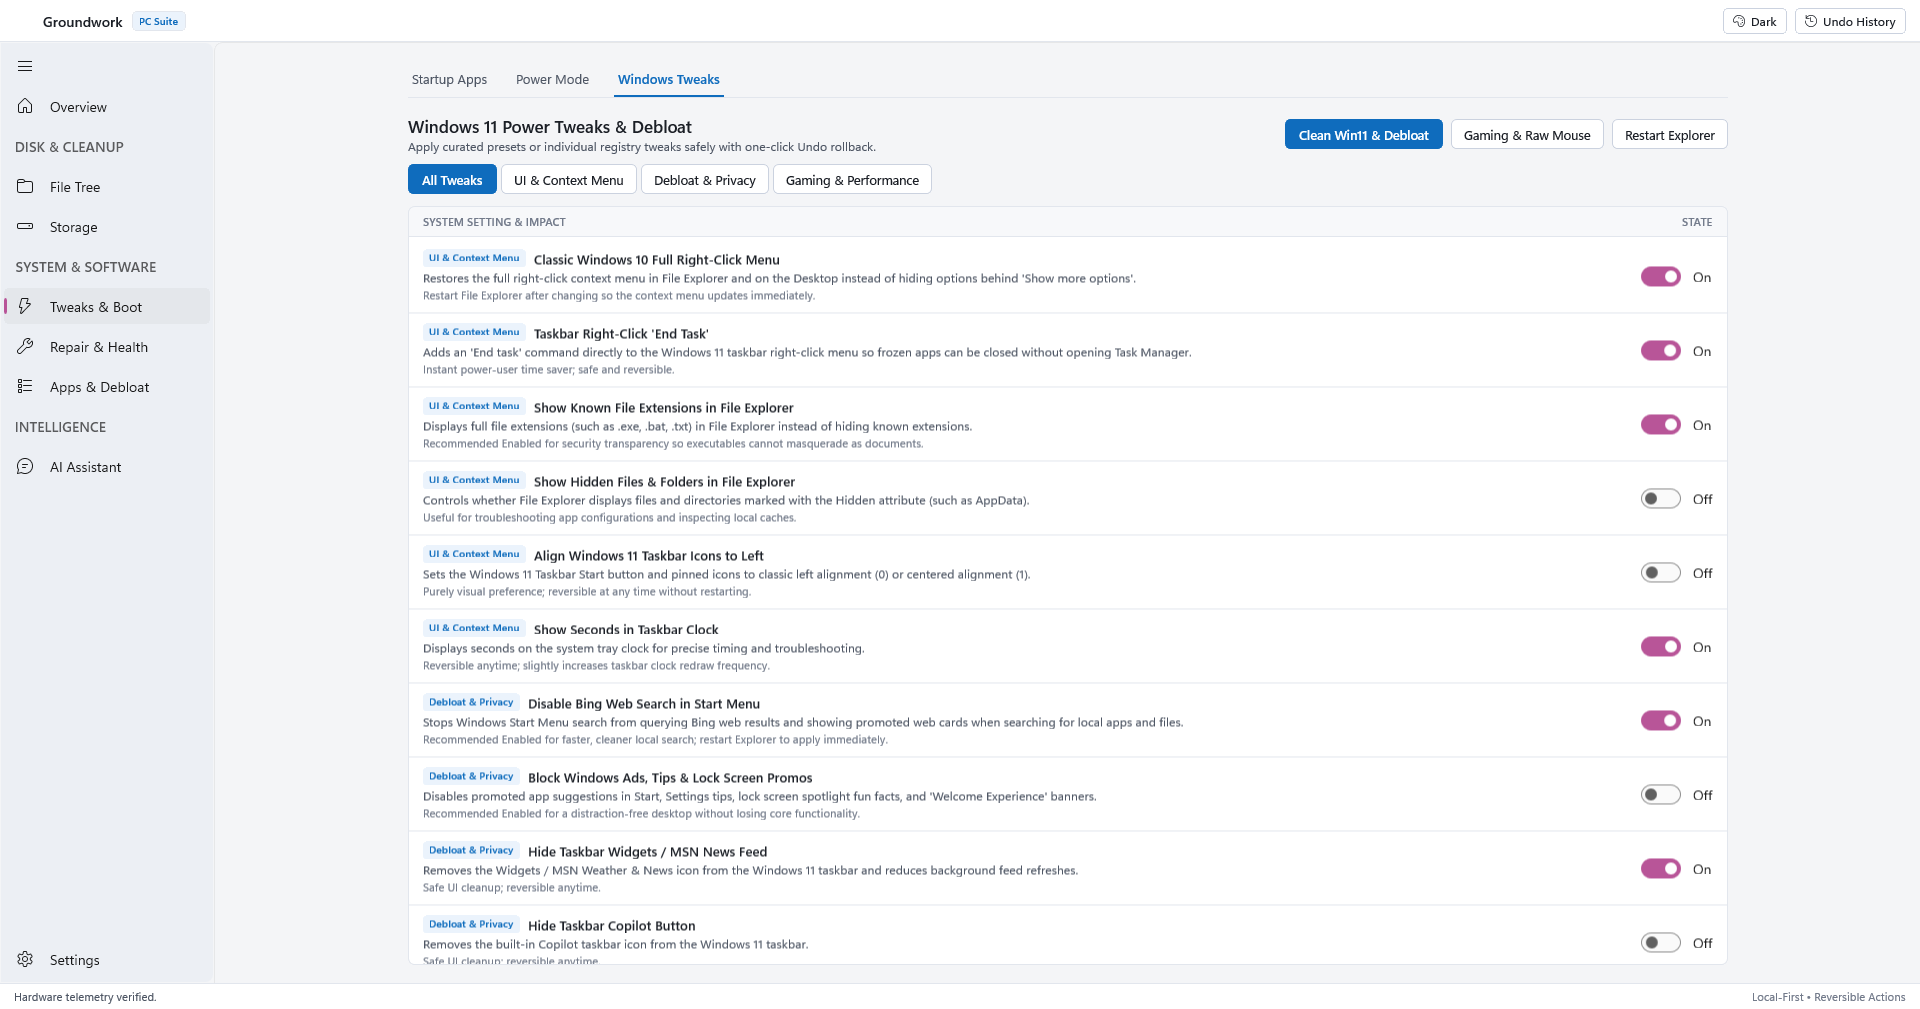 Groundwork PC Suite
Dark
Undo History
Overview
DISK & CLEANUP
File Tree
Storage
SYSTEM & SOFTWARE
Tweaks & Boot
Repair & Health
Apps & Debloat
INTELLIGENCE
AI Assistant
Settings
Startup Apps Power Mode Windows Tweaks
Windows 11 Power Tweaks & Debloat
Apply curated presets or individual registry tweaks safely with one-click Undo rollback.
Clean Win11 & Debloat Gaming & Raw Mouse Restart Explorer
All Tweaks UI & Context Menu Debloat & Privacy Gaming & Performance
SYSTEM SETTING & IMPACT STATE
UI & Context Menu Classic Windows 10 Full Right-Click Menu
Restores the full right-click context menu in File Explorer and on the Desktop instead of hiding options behind 'Show more options'.
Restart File Explorer after changing so the context menu updates immediately.
On
UI & Context Menu Taskbar Right-Click 'End Task'
Adds an 'End task' command directly to the Windows 11 taskbar right-click menu so frozen apps can be closed without opening Task Manager.
Instant power-user time saver; safe and reversible.
On
UI & Context Menu Show Known File Extensions in File Explorer
Displays full file extensions (such as .exe, .bat, .txt) in File Explorer instead of hiding known extensions.
Recommended Enabled for security transparency so executables cannot masquerade as documents.
On
UI & Context Menu Show Hidden Files & Folders in File Explorer
Controls whether File Explorer displays files and directories marked with the Hidden attribute (such as AppData).
Useful for troubleshooting app configurations and inspecting local caches.
Off
UI & Context Menu Align Windows 11 Taskbar Icons to Left
Sets the Windows 11 Taskbar Start button and pinned icons to classic left alignment (0) or centered alignment (1).
Purely visual preference; reversible at any time without restarting.
Off
UI & Context Menu Show Seconds in Taskbar Clock
Displays seconds on the system tray clock for precise timing and troubleshooting.
Reversible anytime; slightly increases taskbar clock redraw frequency.
On
Debloat & Privacy Disable Bing Web Search in Start Menu
Stops Windows Start Menu search from querying Bing web results and showing promoted web cards when searching for local apps and files.
Recommended Enabled for faster, cleaner local search; restart Explorer to apply immediately.
On
Debloat & Privacy Block Windows Ads, Tips & Lock Screen Promos
Disables promoted app suggestions in Start, Settings tips, lock screen spotlight fun facts, and 'Welcome Experience' banners.
Recommended Enabled for a distraction-free desktop without losing core functionality.
Off
Debloat & Privacy Hide Taskbar Widgets / MSN News Feed
Removes the Widgets / MSN Weather & News icon from the Windows 11 taskbar and reduces background feed refreshes.
Safe UI cleanup; reversible anytime.
On
Debloat & Privacy Hide Taskbar Copilot Button
Removes the built-in Copilot taskbar icon from the Windows 11 taskbar.
Safe UI cleanup; reversible anytime.
Off
Hardware telemetry verified.
Local-First • Reversible Actions